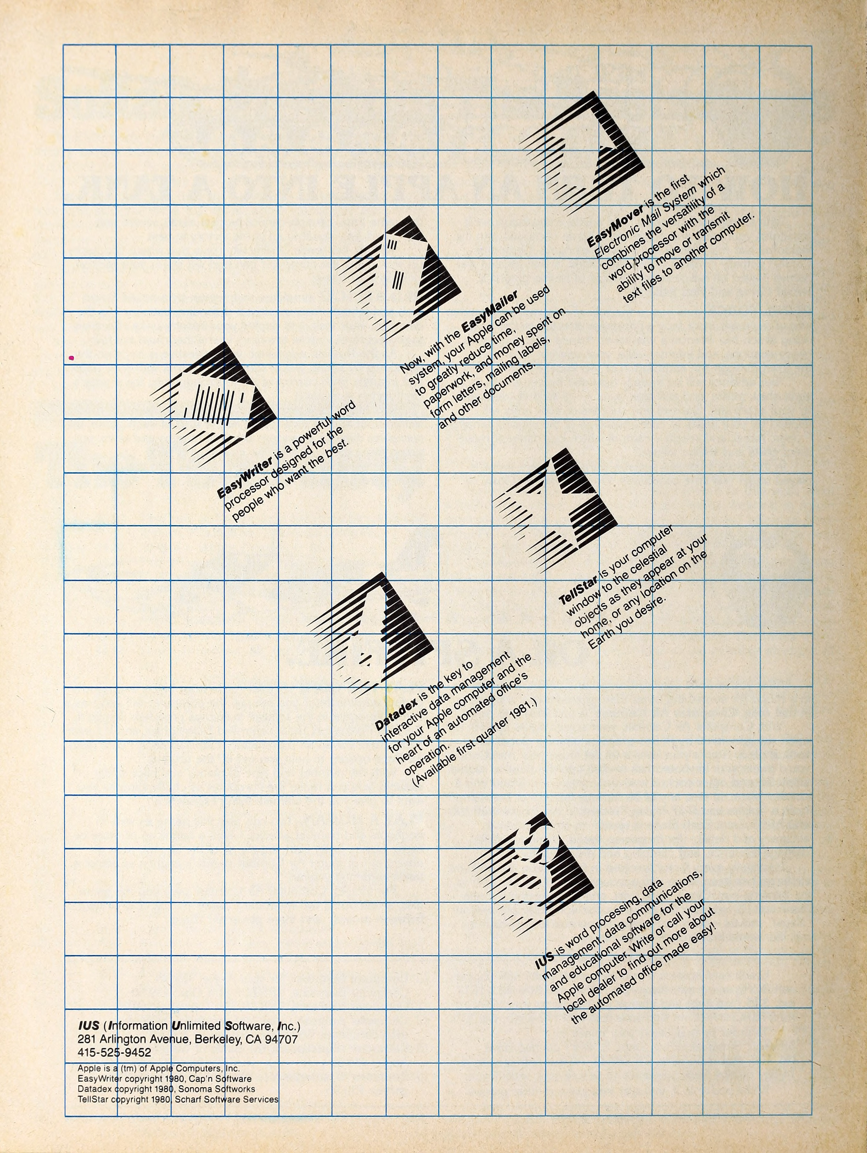 EasyMover is the first
Electronic Mail System which
combines the versatility of a
word processor with the
ability to move or transmit
text files to another computer.
Now, with the EasyMailer
system, your Apple can be used
to greatly reduce time,
paperwork, and money spent on
form letters, mailing labels,
and other documents.
EasyWriter is a powerful word
processor designed for the
people who want the best.
TellStar is your computer
window to the celestial
objects as they appear at your
home, or any location on the
Earth you desire.
Datadex is the key to
interactive data management
for your Apple computer and the
heart of an automated office's
operation.
(Available first quarter 1981.)
IUS
IUS is word processing, data
management, data communications,
and educational software for the
Apple computer. Write or call your
local dealer to find out more about
the automated office made easy!
IUS (Information Unlimited Software, Inc.)
281 Arlington Avenue, Berkeley, CA 94707
415-525-9452
Apple is a (tm) of Apple Computers, Inc.
EasyWriter copyright 1980, Cap'n Software
Datadex copyright 1980, Sonoma Softworks
TellStar copyright 1980, Scharf Software Services